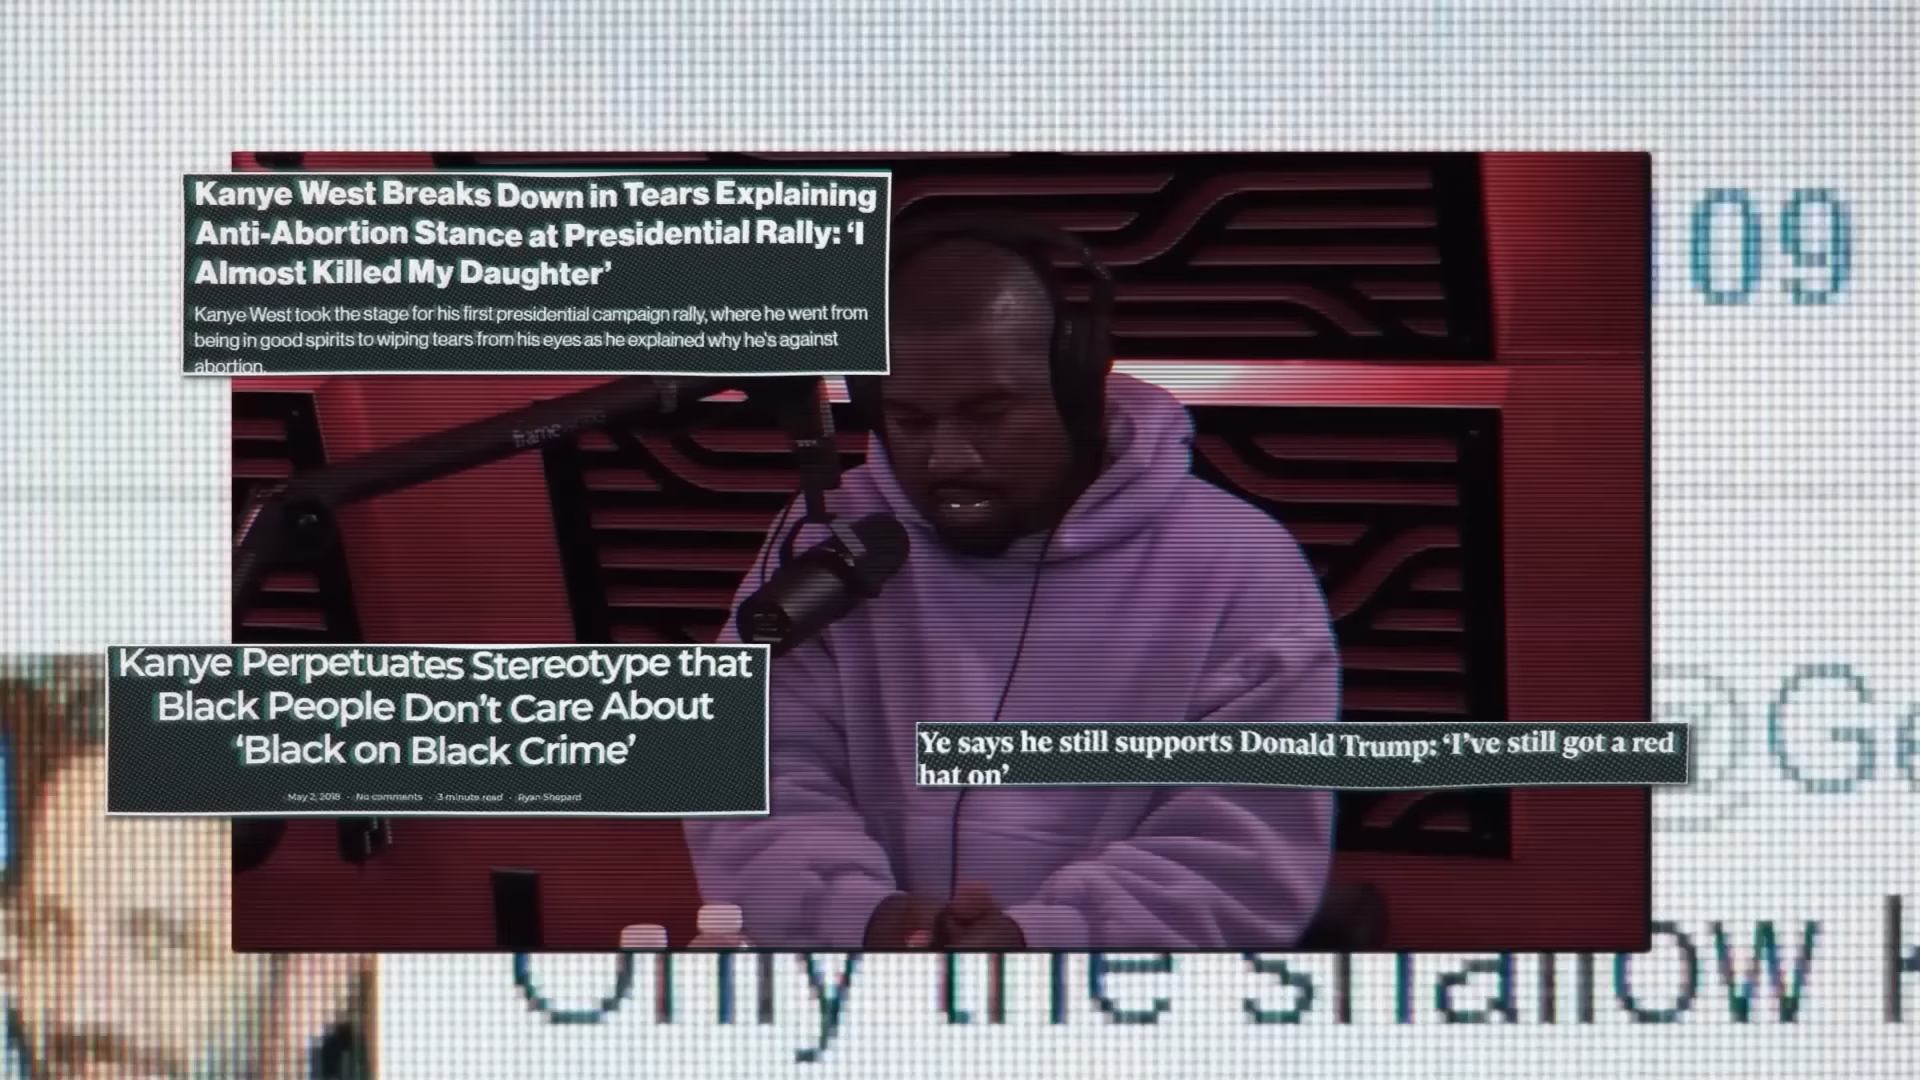 Kanye West Breaks Down in Tears Explaining
Anti-Abortion Stance at Presidential Rally: ‘I
Almost Killed My Daughter’
Kanye West took the stage for his first presidential campaign rally, where he went from
being in good spirits to wiping tears from his eyes as he explained why he's against
abortion.
09
frameworks
Kanye Perpetuates Stereotype that
Black People Don’t Care About
‘Black on Black Crime’
May 2, 2018 · No comments · 3 minute read · Ryan Shepard
Ye says he still supports Donald Trump: ‘I’ve still got a red
hat on’
Only the shallow